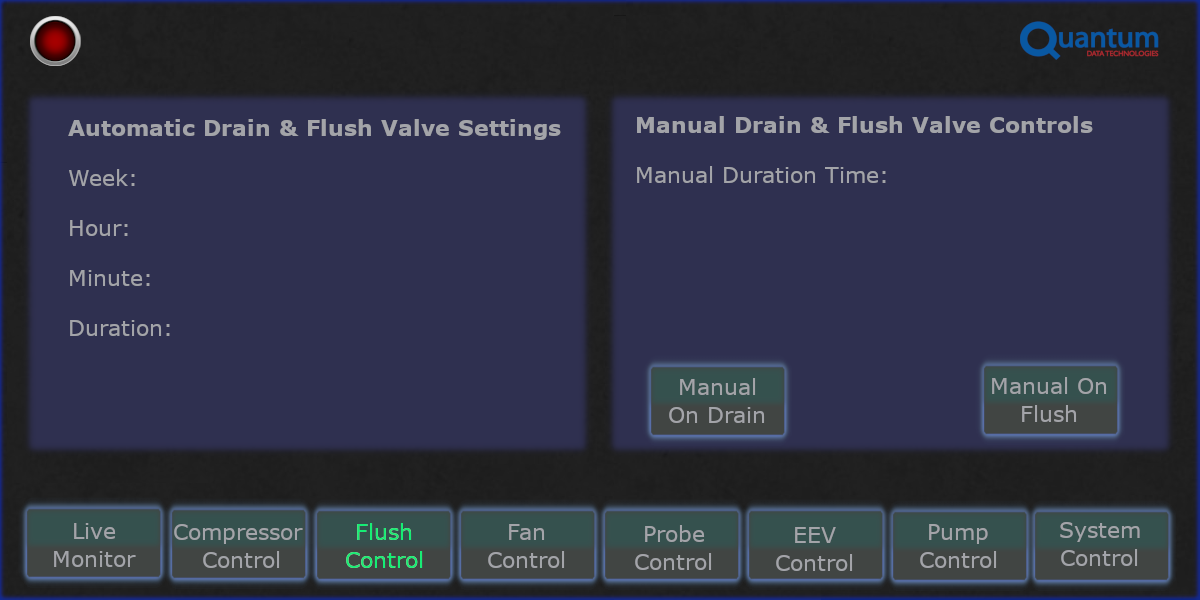 Quantum
DATA TECHNOLOGIES
Automatic Drain & Flush Valve Settings
Week:
Hour:
Minute:
Duration:
Manual Drain & Flush Valve Controls
Manual Duration Time:
Manual
On Drain
Manual On
Flush
Live
Monitor
Compressor
Control
Flush
Control
Fan
Control
Probe
Control
EEV
Control
Pump
Control
System
Control